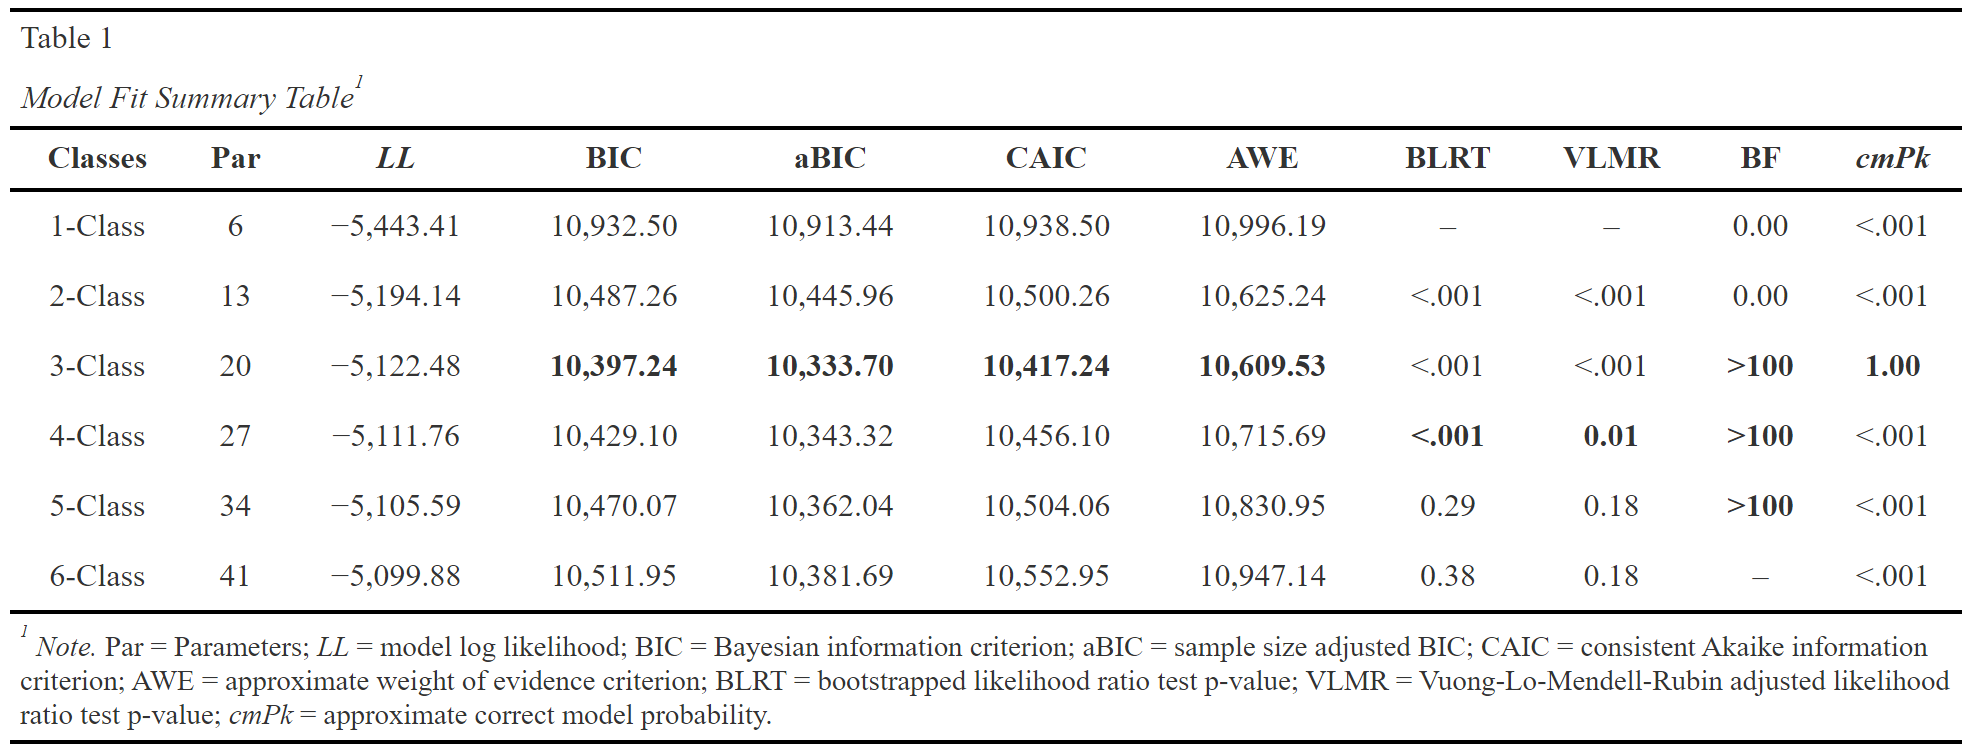 Table 1
Model Fit Summary Table¹
Classes Par LL BIC aBIC CAIC AWE BLRT VLMR BF cmPk
1-Class 6 −5,443.41 10,932.50 10,913.44 10,938.50 10,996.19 – – 0.00 <.001
2-Class 13 −5,194.14 10,487.26 10,445.96 10,500.26 10,625.24 <.001 <.001 0.00 <.001
3-Class 20 −5,122.48 10,397.24 10,333.70 10,417.24 10,609.53 <.001 <.001 >100 1.00
4-Class 27 −5,111.76 10,429.10 10,343.32 10,456.10 10,715.69 <.001 0.01 >100 <.001
5-Class 34 −5,105.59 10,470.07 10,362.04 10,504.06 10,830.95 0.29 0.18 >100 <.001
6-Class 41 −5,099.88 10,511.95 10,381.69 10,552.95 10,947.14 0.38 0.18 – <.001
¹ Note. Par = Parameters; LL = model log likelihood; BIC = Bayesian information criterion; aBIC = sample size adjusted BIC; CAIC = consistent Akaike information
criterion; AWE = approximate weight of evidence criterion; BLRT = bootstrapped likelihood ratio test p-value; VLMR = Vuong-Lo-Mendell-Rubin adjusted likelihood
ratio test p-value; cmPk = approximate correct model probability.